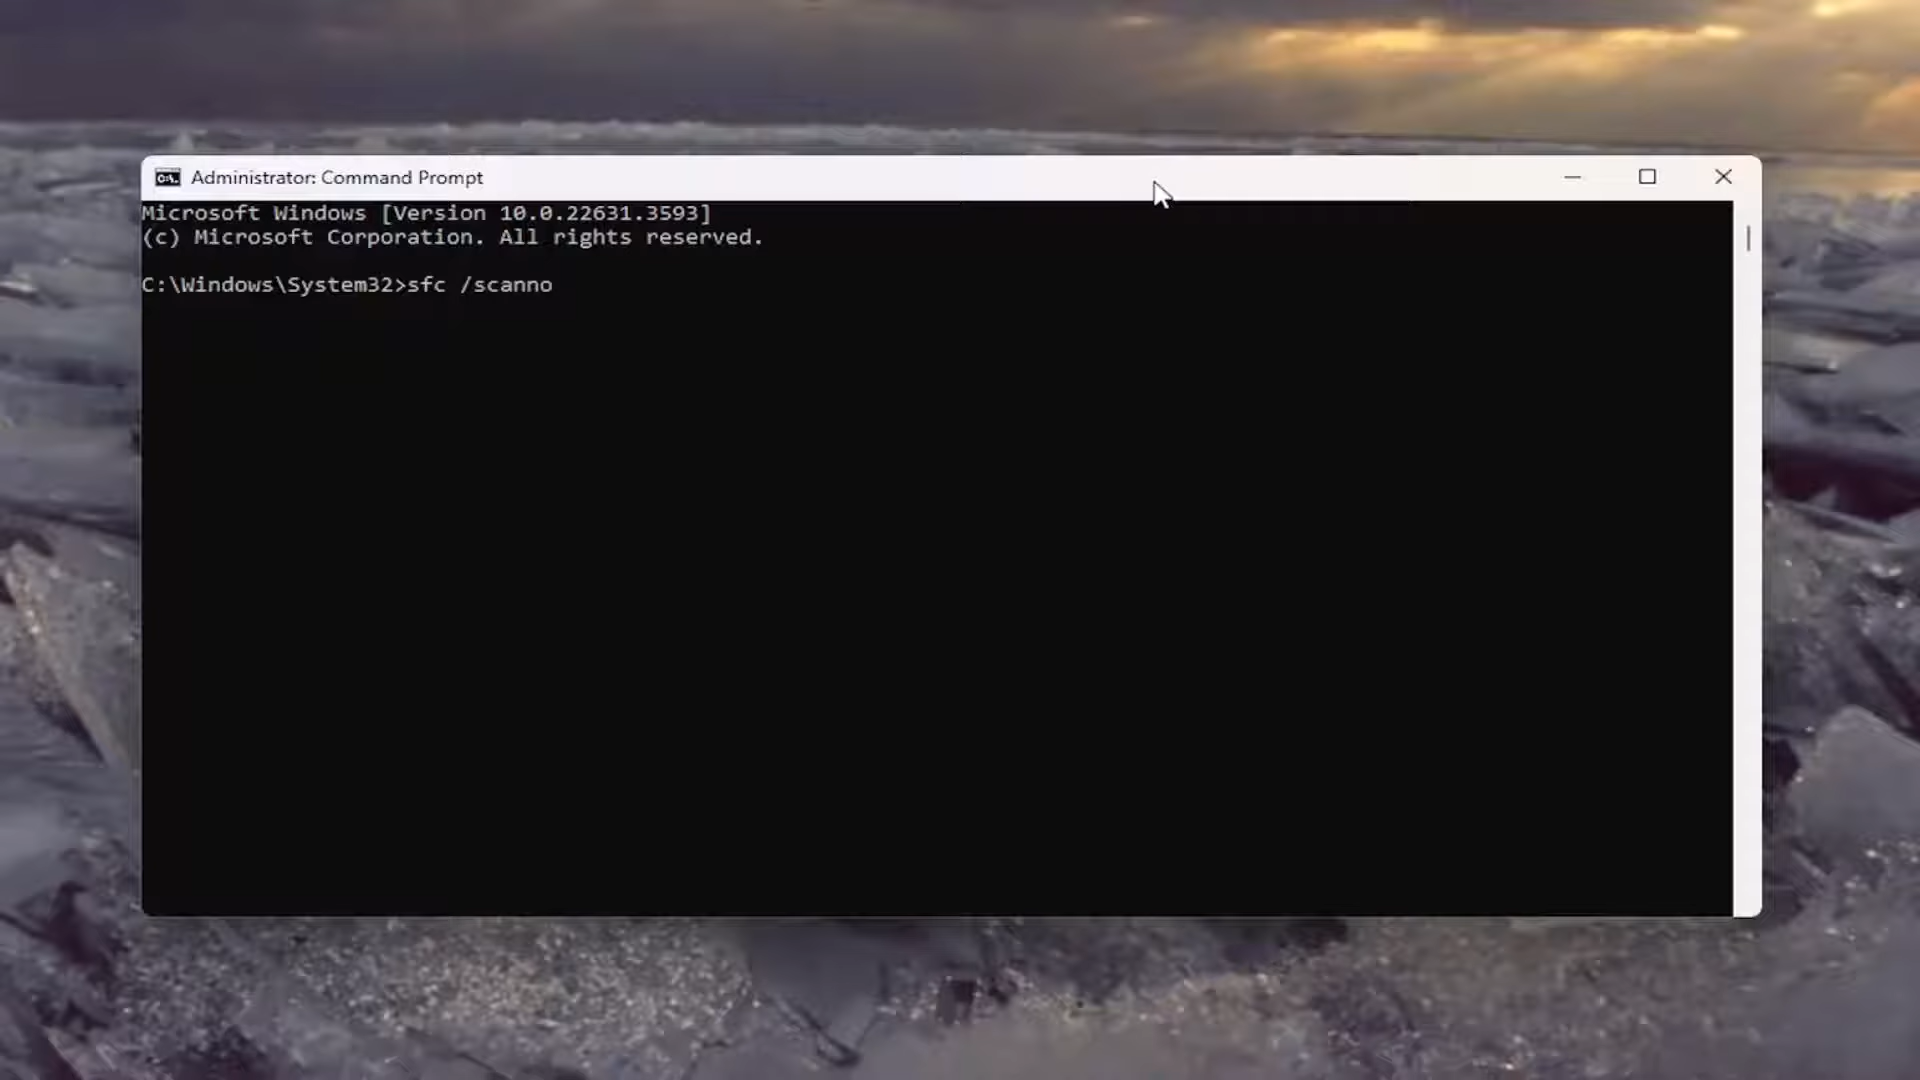 Administrator: Command Prompt
Microsoft Windows [Version 10.0.22631.3593]
(c) Microsoft Corporation. All rights reserved.
C:\Windows\System32>sfc /scanno